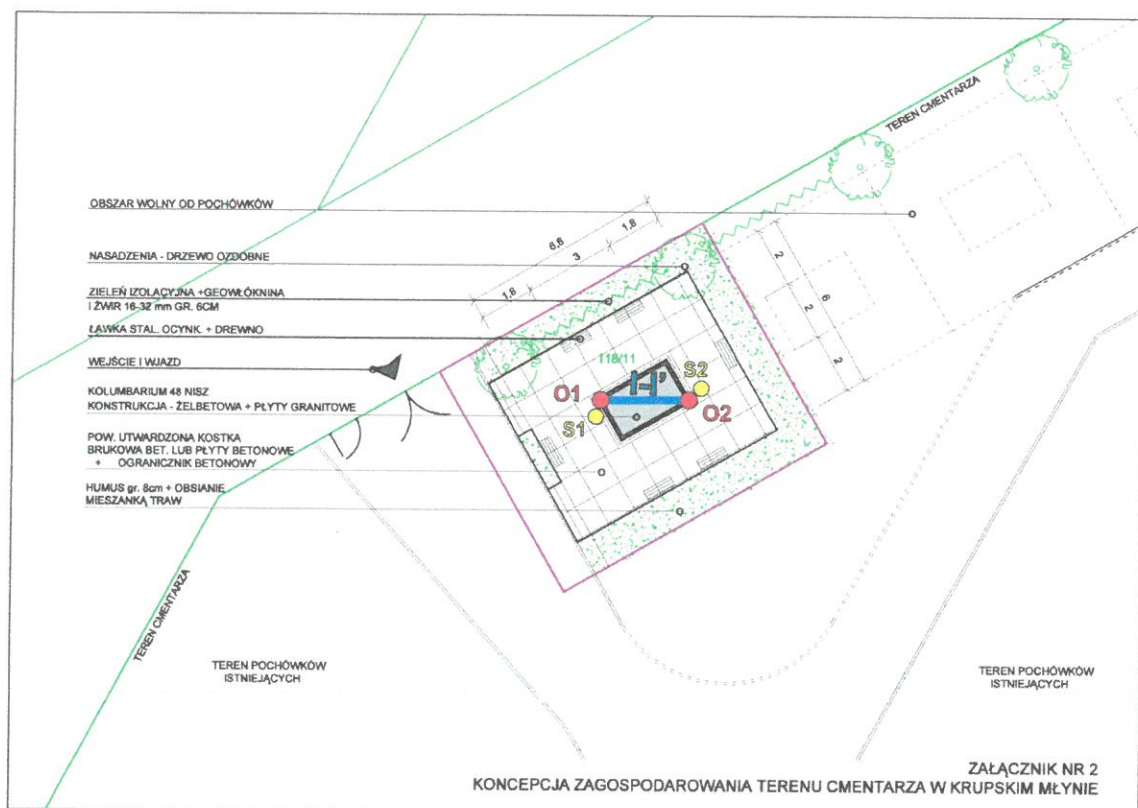 TEREN CMENTARZA
OBSZAR WOLNY OD POCHÓWKÓW
NASADZENIA - DRZEWO OZDOBNE
ZIELEŃ IZOLACYJNA +GEOWŁÓKNINA
I ŻWIR 16-32 mm GR. 6CM
ŁAWKA STAL. OCYNK. + DREWNO
WEJŚCIE I WJAZD
KOLUMBARIUM 48 NISZ
KONSTRUKCJA - ŻELBETOWA + PŁYTY GRANITOWE
POW. UTWARDZONA KOSTKA
BRUKOWA BET. LUB PŁYTY BETONOWE
+ OGRANICZNIK BETONOWY
HUMUS gr. 8cm + OBSIANIE
MIESZANKĄ TRAW
6,6
1,8
3
1,8
2
6
2
2
118/11
O1
H'
S2
S1
O2
TEREN CMENTARZA
TEREN POCHÓWKÓW
ISTNIEJĄCYCH
TEREN POCHÓWKÓW
ISTNIEJĄCYCH
ZAŁĄCZNIK NR 2
KONCEPCJA ZAGOSPODAROWANIA TERENU CMENTARZA W KRUPSKIM MŁYNIE